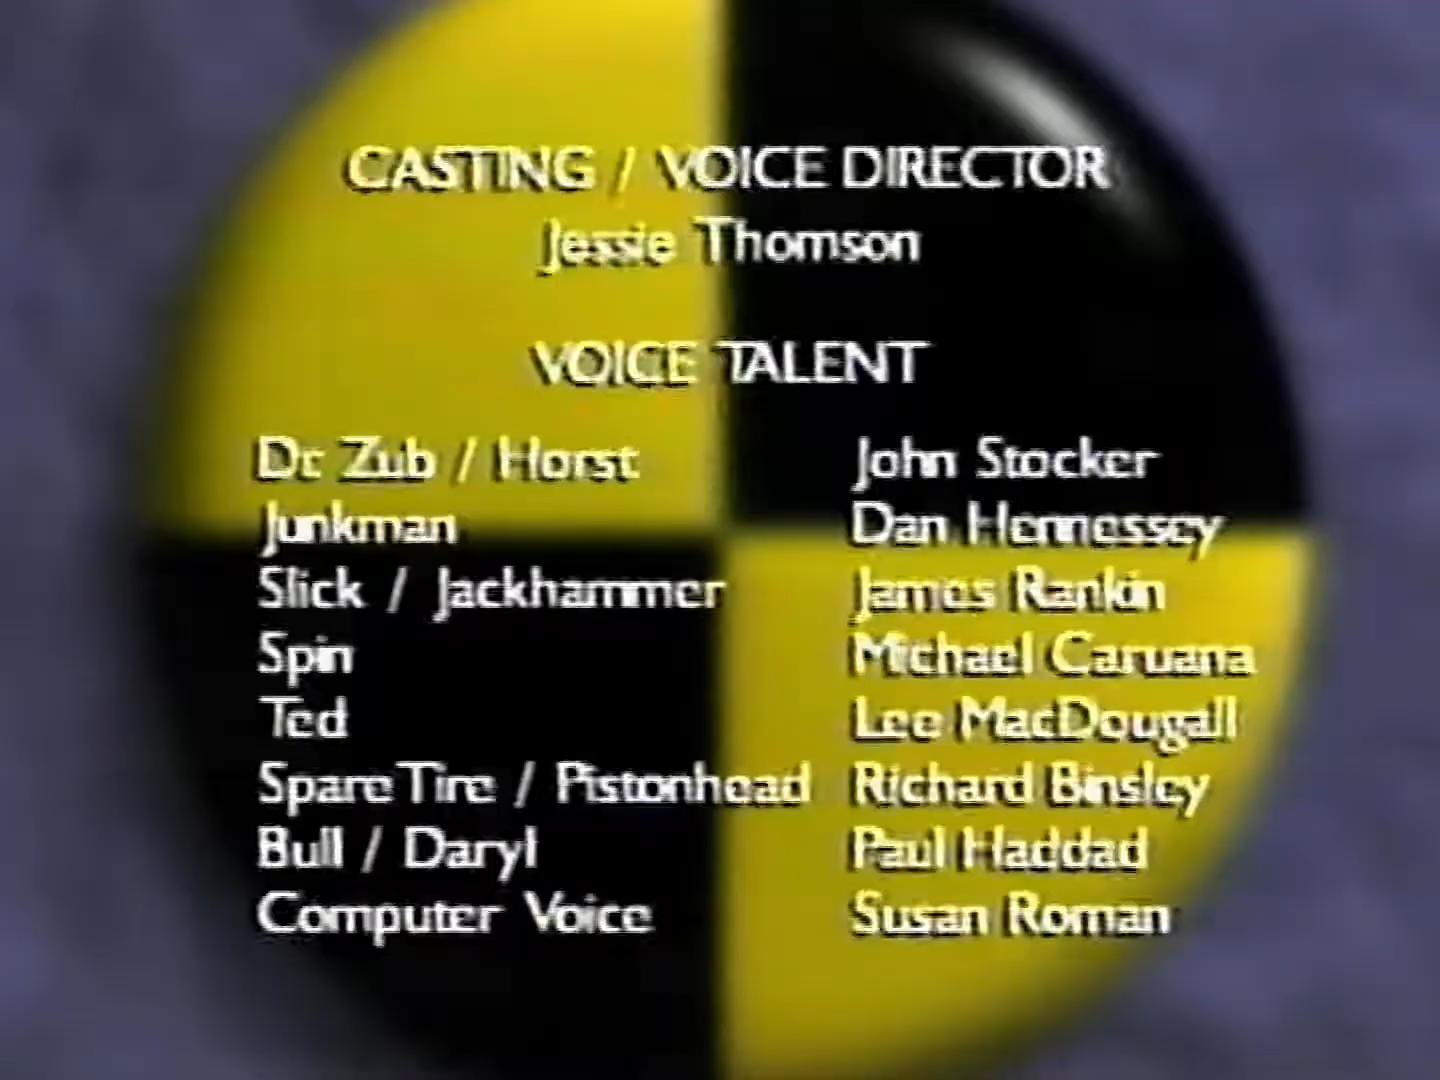 CASTING / VOICE DIRECTOR
Jessie Thomson
VOICE TALENT
Dr. Zub / Horst John Stocker
Junkman Dan Hennessey
Slick / Jackhammer James Rankin
Spin Michael Caruana
Ted Lee MacDougall
Spare Tire / Pistonhead Richard Binsley
Bull / Daryl Paul Haddad
Computer Voice Susan Roman